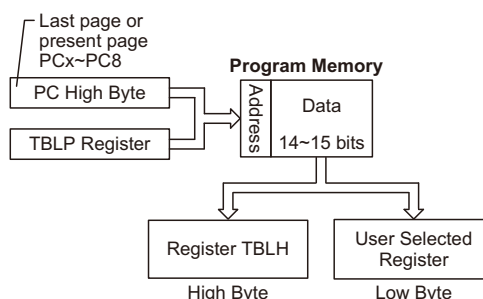 Last page or
present page
PCx~PC8
Program Memory
PC High Byte
TBLP Register
Address
Data
14~15 bits
Register TBLH
User Selected
Register
High Byte
Low Byte